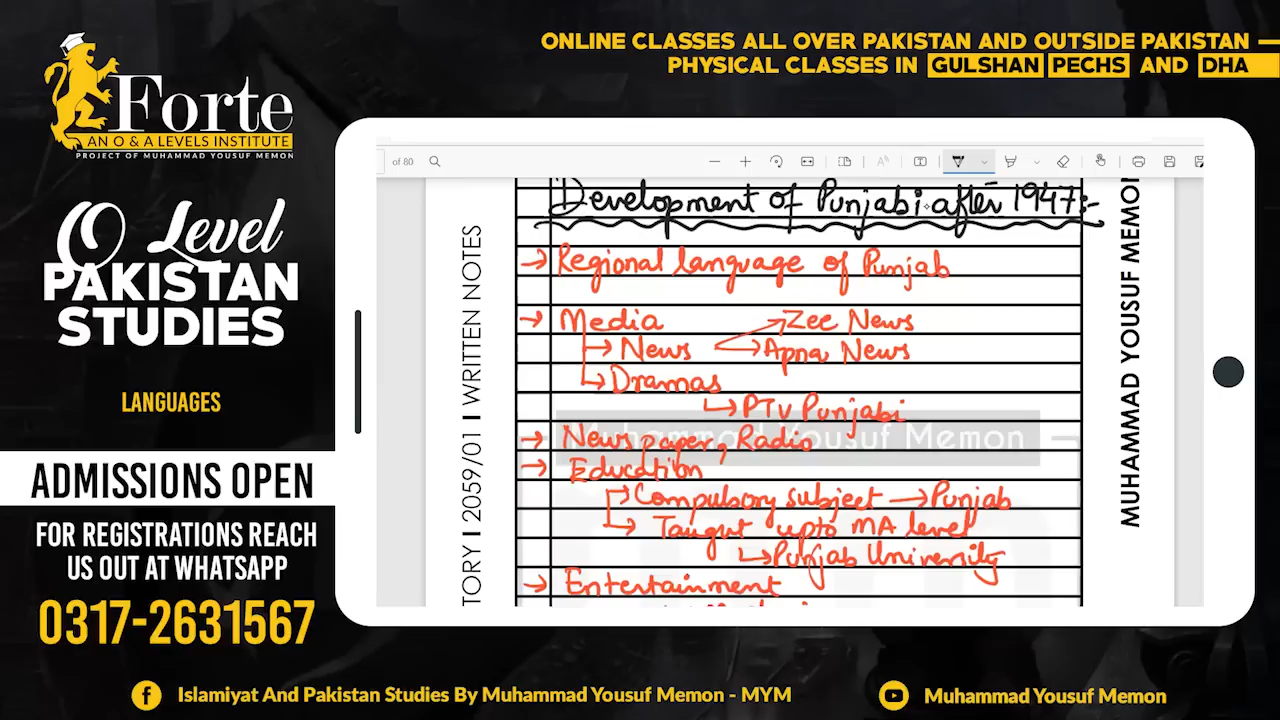 Forte
AN O & A LEVELS INSTITUTE
PROJECT OF MUHAMMAD YOUSUF MEMON
ONLINE CLASSES ALL OVER PAKISTAN AND OUTSIDE PAKISTAN
PHYSICAL CLASSES IN GULSHAN PECHS AND DHA
O Level
PAKISTAN
STUDIES
LANGUAGES
ADMISSIONS OPEN
FOR REGISTRATIONS REACH
US OUT AT WHATSAPP
0317-2631567
of 80
TORY I 2059/01 I WRITTEN NOTES
Development of Punjabi after 1947:-
→ Regional language of Punjab
→ Media → Zee News
→ News → Apna News
→ Dramas
→ PTV Punjabi
→ News paper, Radio
Muhammad Yousuf Memon
→ Education
→ Compulsory subject → Punjab
→ Taught upto MA level
→ Punjab University
→ Entertainment
MUHAMMAD YOUSUF MEMON
Islamiyat And Pakistan Studies By Muhammad Yousuf Memon - MYM
Muhammad Yousuf Memon